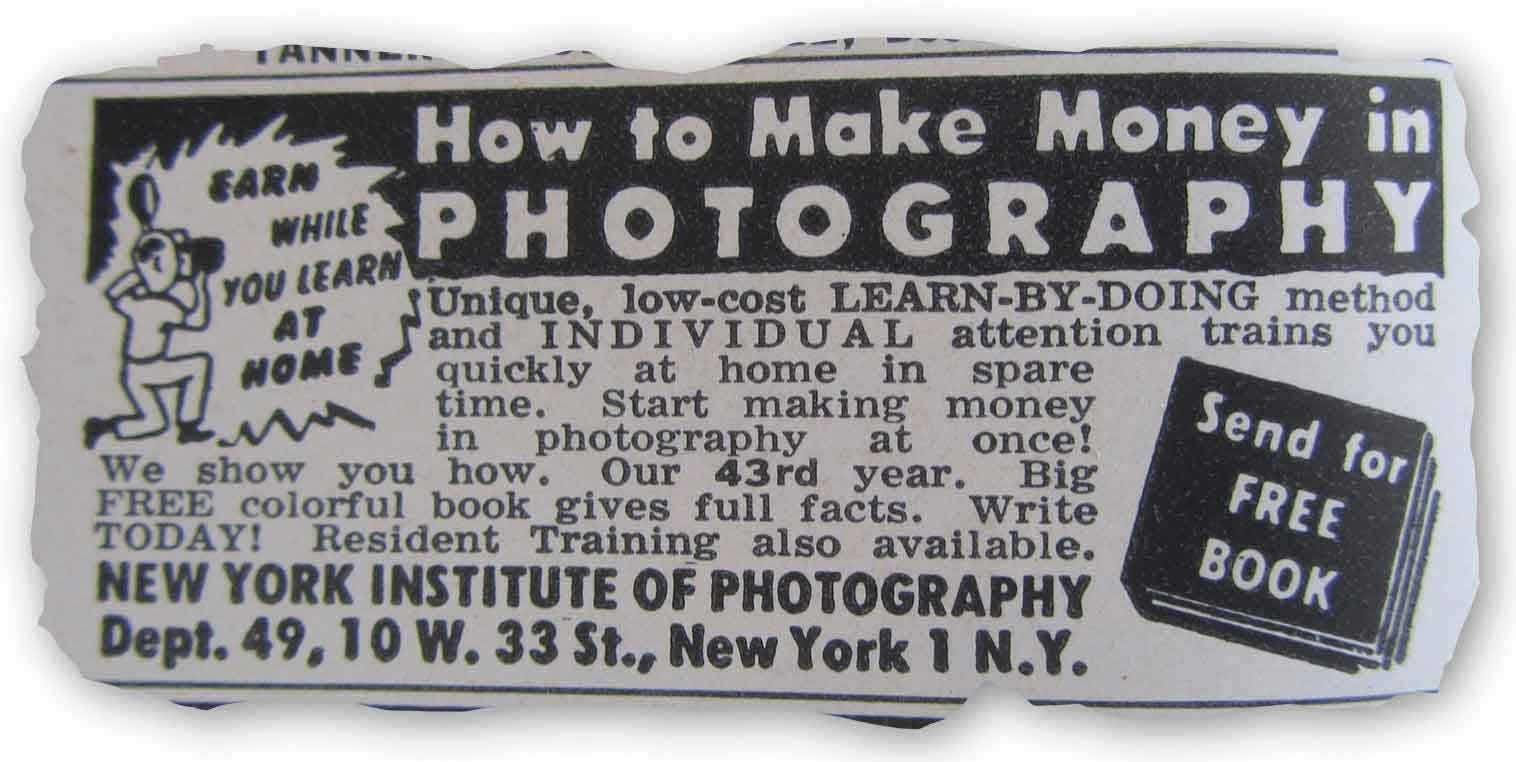 How to Make Money in
PHOTOGRAPHY
EARN
WHILE
YOU LEARN
AT
HOME
Unique, low-cost LEARN-BY-DOING method
and INDIVIDUAL attention trains you
quickly at home in spare
time. Start making money
in photography at once!
We show you how. Our 43rd year. Big
FREE colorful book gives full facts. Write
TODAY! Resident Training also available.
NEW YORK INSTITUTE OF PHOTOGRAPHY
Dept. 49, 10 W. 33 St., New York 1 N.Y.
Send for
FREE
BOOK